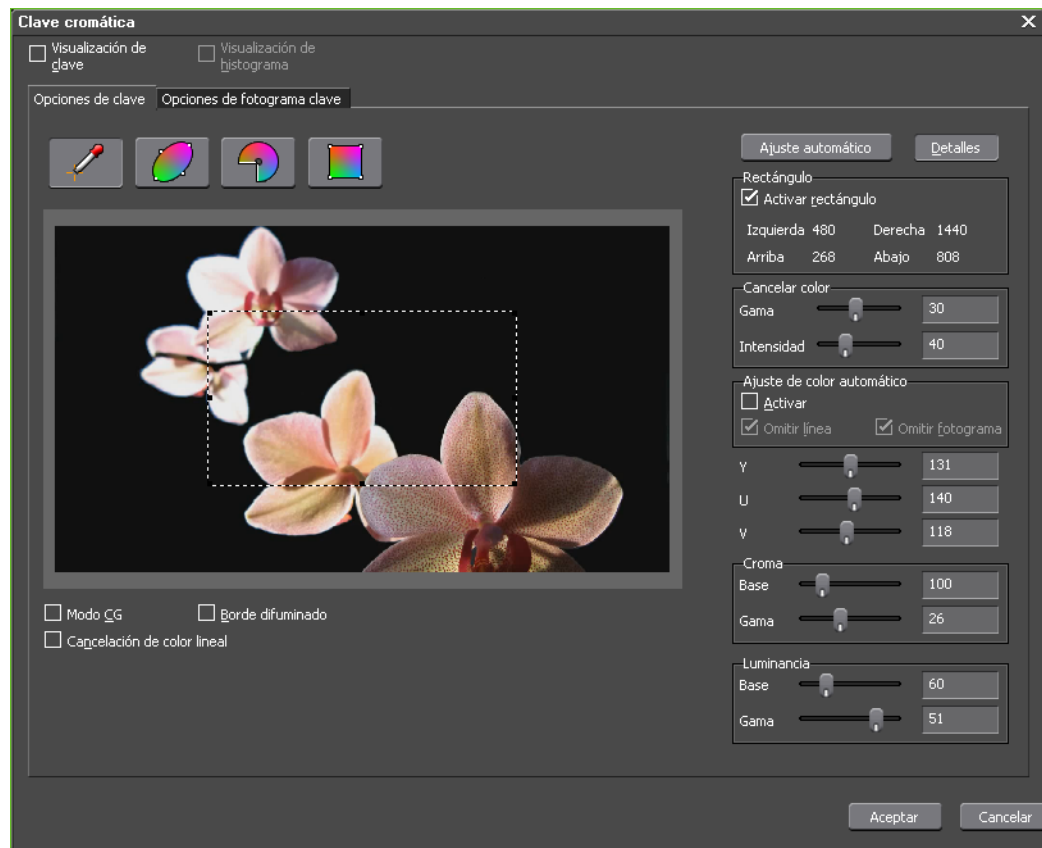 Clave cromática
Visualización de
clave
Visualización de
histograma
Opciones de clave
Opciones de fotograma clave
Ajuste automático
Detalles
Rectángulo
Activar rectángulo
Izquierda 480 Derecha 1440
Arriba 268 Abajo 808
Cancelar color
Gama 30
Intensidad 40
Ajuste de color automático
Activar
Omitir línea Omitir fotograma
Y 131
U 140
V 118
Croma
Base 100
Gama 26
Luminancia
Base 60
Gama 51
Modo CG Borde difuminado
Cancelación de color lineal
Aceptar Cancelar